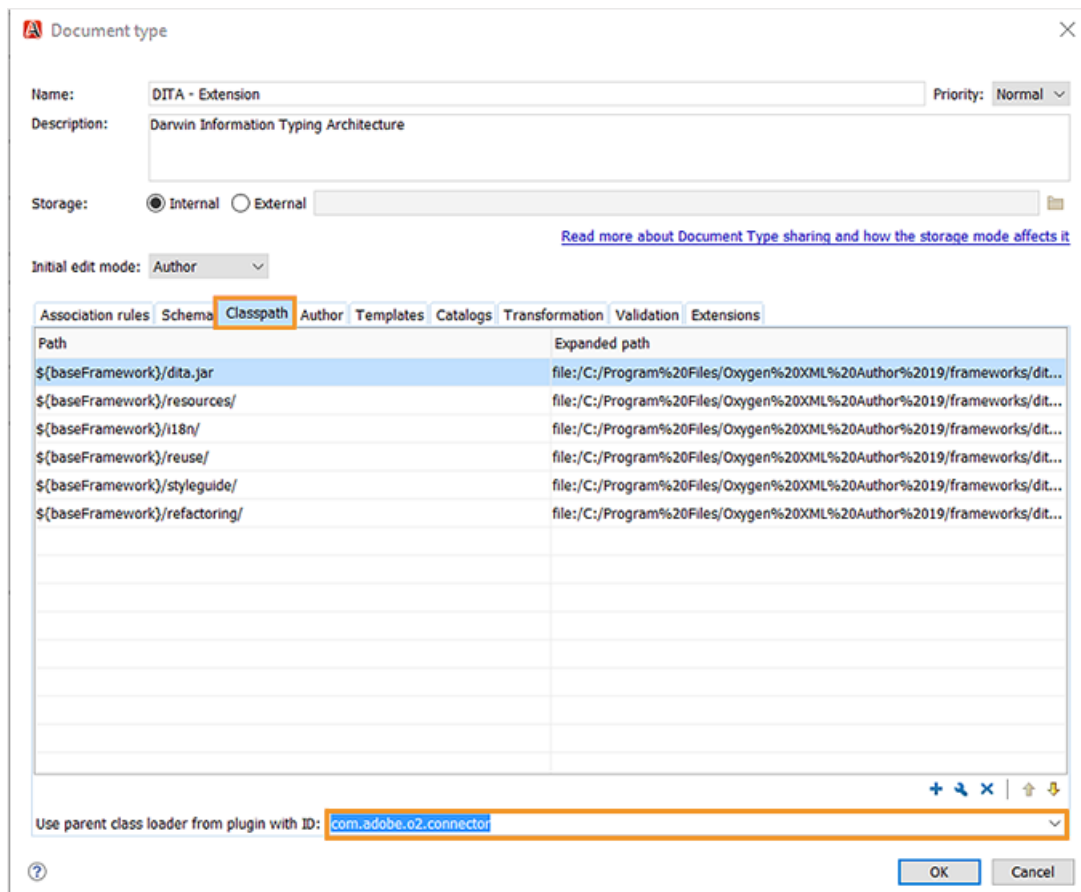 Document type
Name: DITA - Extension Priority: Normal
Description: Darwin Information Typing Architecture
Storage: Internal External
Read more about Document Type sharing and how the storage mode affects it
Initial edit mode: Author
Association rules Schema Classpath Author Templates Catalogs Transformation Validation Extensions
Path Expanded path
${baseFramework}/dita.jar file:/C:/Program%20Files/Oxygen%20XML%20Author%2019/frameworks/dit...
${baseFramework}/resources/ file:/C:/Program%20Files/Oxygen%20XML%20Author%2019/frameworks/dit...
${baseFramework}/i18n/ file:/C:/Program%20Files/Oxygen%20XML%20Author%2019/frameworks/dit...
${baseFramework}/reuse/ file:/C:/Program%20Files/Oxygen%20XML%20Author%2019/frameworks/dit...
${baseFramework}/styleguide/ file:/C:/Program%20Files/Oxygen%20XML%20Author%2019/frameworks/dit...
${baseFramework}/refactoring/ file:/C:/Program%20Files/Oxygen%20XML%20Author%2019/frameworks/dit...
Use parent class loader from plugin with ID: com.adobe.o2.connector
OK Cancel